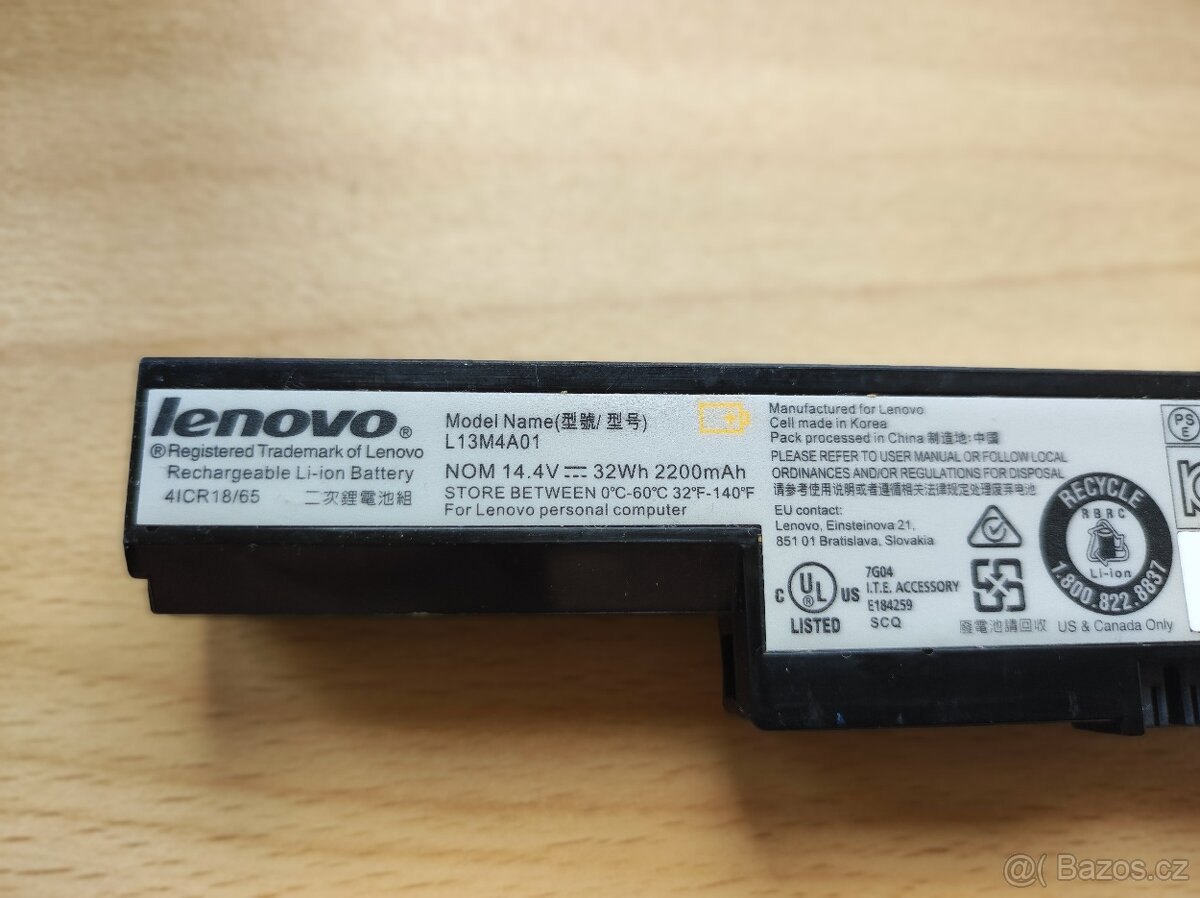 lenovo®
®Registered Trademark of Lenovo
Rechargeable Li-ion Battery
4ICR18/65 二次鋰電池組
Model Name(型號/ 型号)
L13M4A01
NOM 14.4V⎓ 32Wh 2200mAh
STORE BETWEEN 0°C-60°C 32°F-140°F
For Lenovo personal computer
Manufactured for Lenovo
Cell made in Korea
Pack processed in China 制造地:中國
PLEASE REFER TO USER MANUAL OR FOLLOW LOCAL
ORDINANCES AND/OR REGULATIONS FOR DISPOSAL
请参考使用说明或者遵循相关法律规定处理废弃电池
EU contact:
Lenovo, Einsteinova 21,
851 01 Bratislava, Slovakia
C UL US
LISTED
7G04
I.T.E. ACCESSORY
E184259
SCQ
廢電池請回收
RECYCLE
RBRC
Li-ion
1.800.822.8837
US & Canada Only
PS
E
@( Bazos.cz